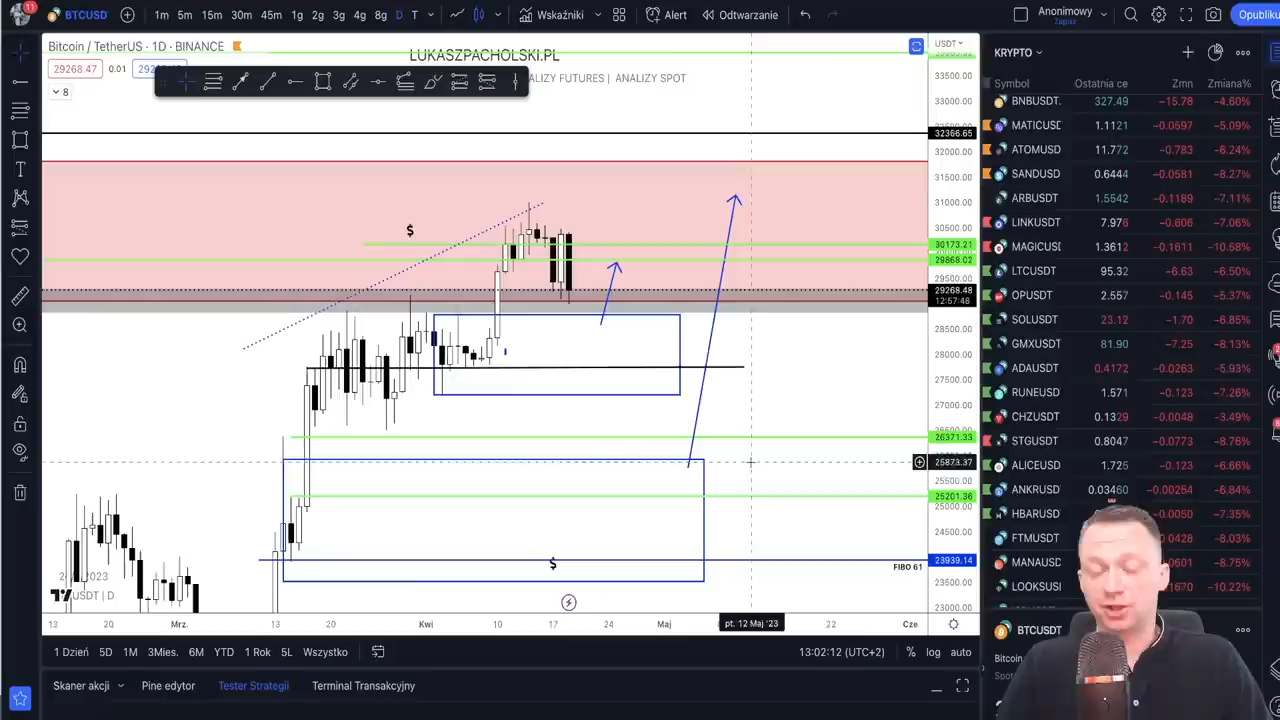 11
BTCUSD
1m 5m 15m 30m 45m 1g 2g 3g 4g 8g D T
Wskaźniki
Alert
Odtwarzanie
Anonimowy
Zapisz
Opubliku
Bitcoin / TetherUS · 1D · BINANCE
LUKASZPACHOLSKI.PL
29268.47
0.01
ALIZY FUTURES | ANALIZY SPOT
8
USDT
33500.00
33000.00
32366.65
32000.00
31500.00
31000.00
30500.00
30173.21
29868.02
29500.00
29268.48
12:57:48
28500.00
28000.00
27500.00
27000.00
26371.33
25873.37
25500.00
25201.36
24500.00
23939.14
FIBO 61
23500.00
23000.00
$
$
USDT | D
13 20 Mrz. 13 20 Kwi 10 17 24 Maj pt. 12 Maj '23 22 Cze
1 Dzień 5D 1M 3Mies. 6M YTD 1 Rok 5L Wszystko
13:02:12 (UTC+2)
% log auto
Skaner akcji
Pine edytor
Tester Strategii
Terminal Transakcyjny
KRYPTO
Symbol Ostatnia ce Zmn Zmiana%
BNBUSDT. 327.49 −15.78 −4.60%
MATICUSD 1.1121 −0.0597 −5.09%
ATOMUSD 11.772 −0.783 −6.24%
SANDUSD 0.6444 −0.0581 −8.27%
ARBUSDT 1.5542 −0.1189 −7.11%
LINKUSDT 7.976 −0.606 −7.06%
MAGICUSD 1.3612 −0.1611 −10.68%
LTCUSDT 95.32 −6.63 −6.50%
OPUSDT 2.557 −0.145 −5.37%
SOLUSDT 23.12 −1.70 −6.85%
GMXUSDT 81.90 −7.25 −8.13%
ADAUSDT 0.4172 −0.0263 −5.93%
RUNEUSD 1.571 −0.123 −7.26%
CHZUSDT 0.1329 −0.0048 −3.49%
STGUSDT 0.8047 −0.0773 −8.76%
ALICEUSD 1.725 −0.123 −6.66%
ANKRUSD 0.03460 −0.00254 −6.84%
HBARUSD −7.35%
FTMUSDT −8.03%
MANAUSD −8.75%
LOOKSUSI −10.22%
BTCUSD
Bitcoin